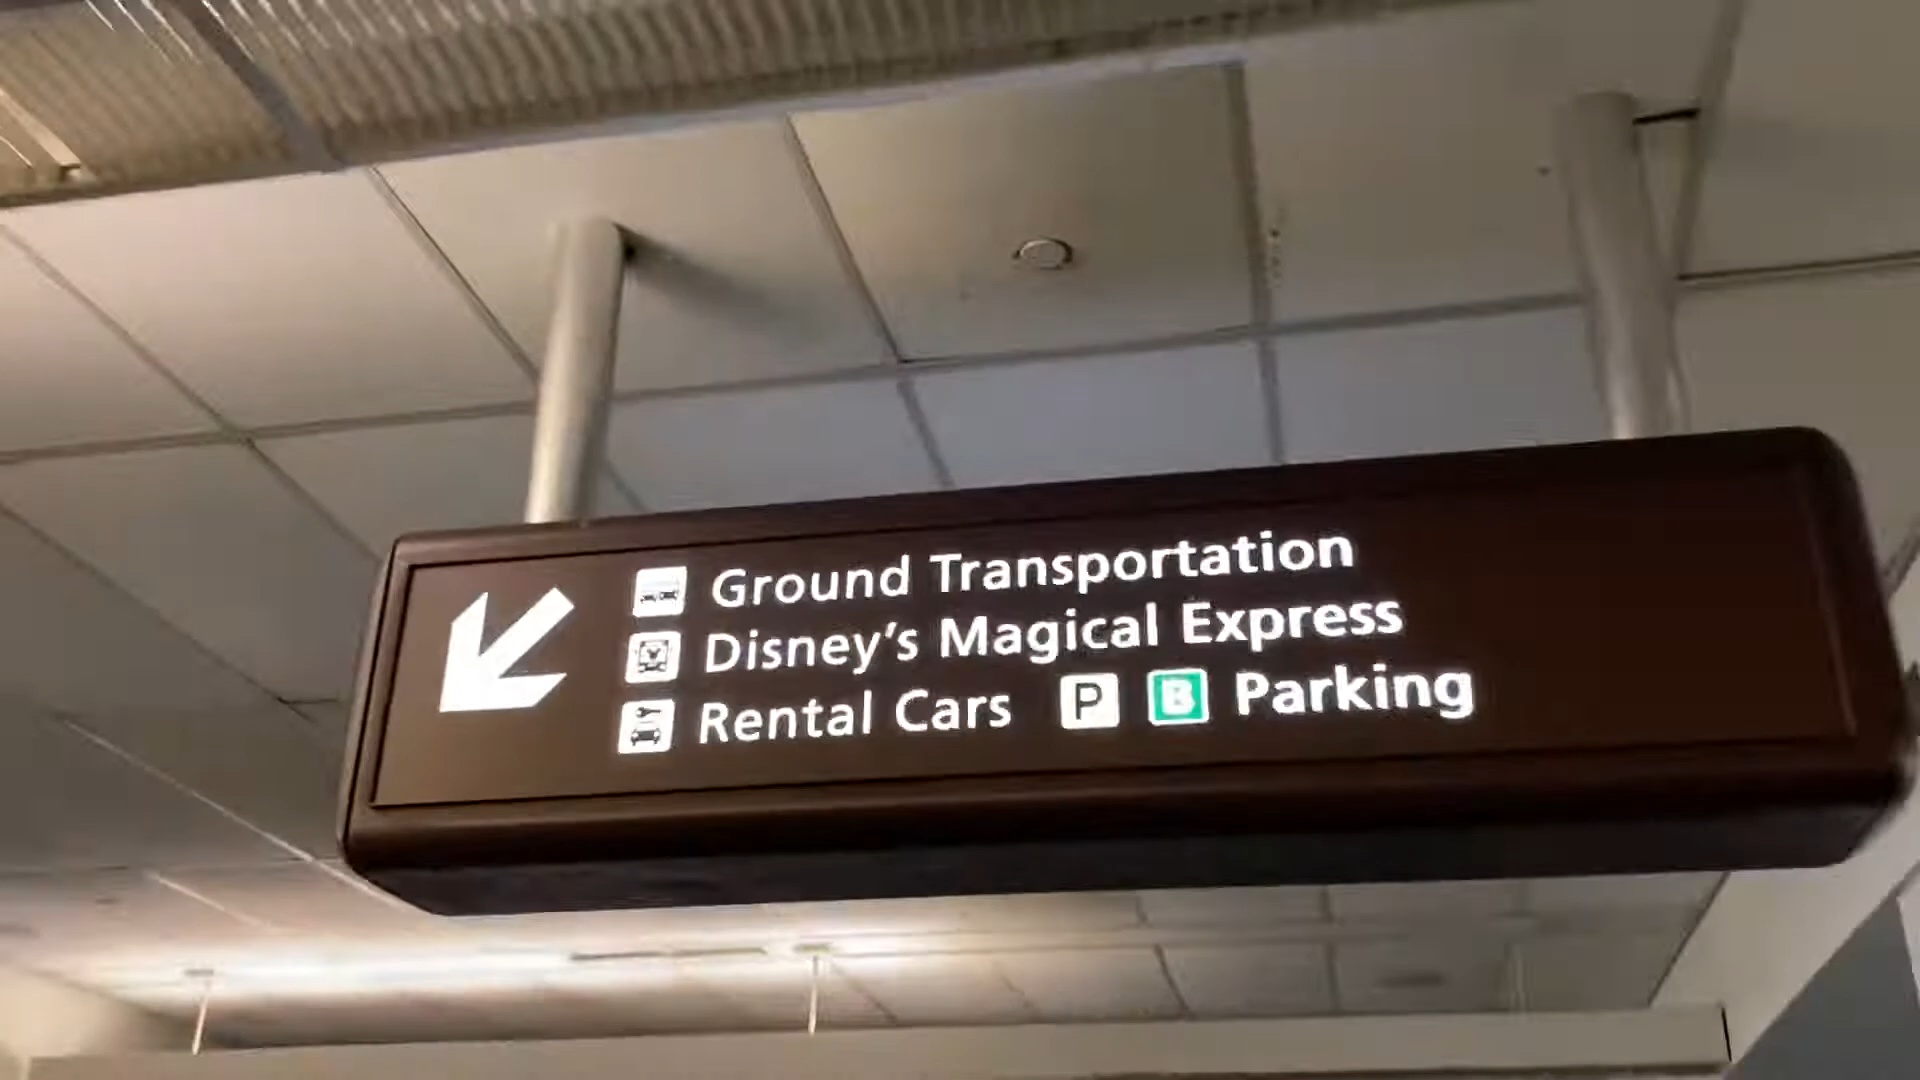 Ground Transportation
Disney's Magical Express
Rental Cars P B Parking